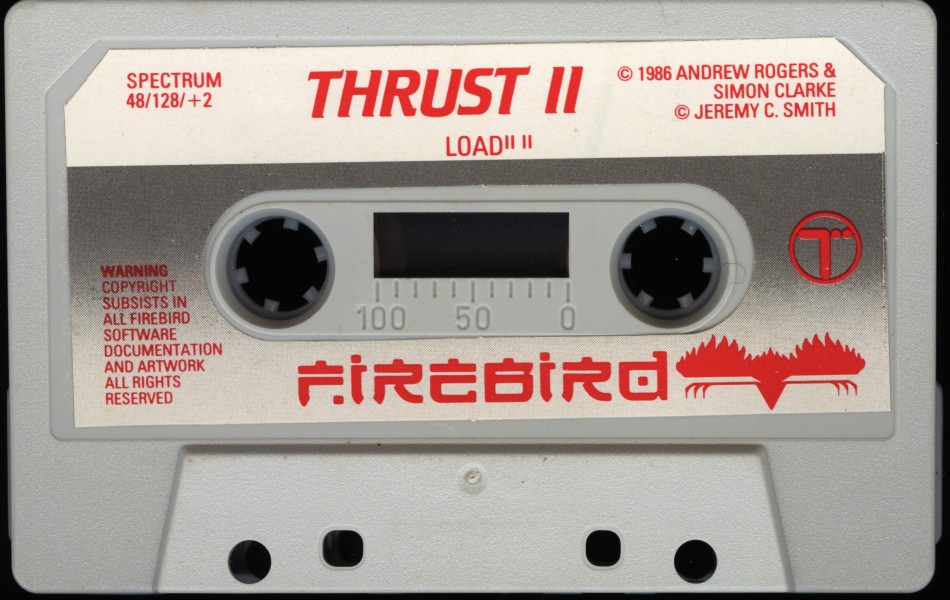 SPECTRUM
48/128/+2
THRUST II
LOAD" "
© 1986 ANDREW ROGERS &
SIMON CLARKE
© JEREMY C. SMITH
WARNING
COPYRIGHT
SUBSISTS IN
ALL FIREBIRD
SOFTWARE
DOCUMENTATION
AND ARTWORK
ALL RIGHTS
RESERVED
100 50 0
FIREBIRD